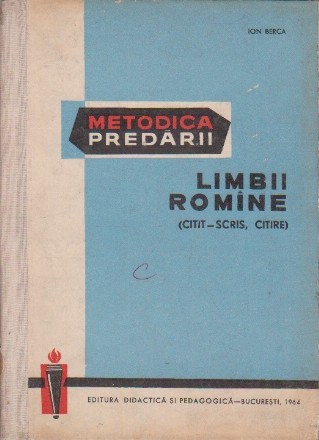 ION BERCA
METODICA
PREDĂRII
LIMBII
ROMÎNE
(CITIT–SCRIS, CITIRE)
C
EDITURA DIDACTICĂ ȘI PEDAGOGICĂ—BUCUREȘTI, 1964